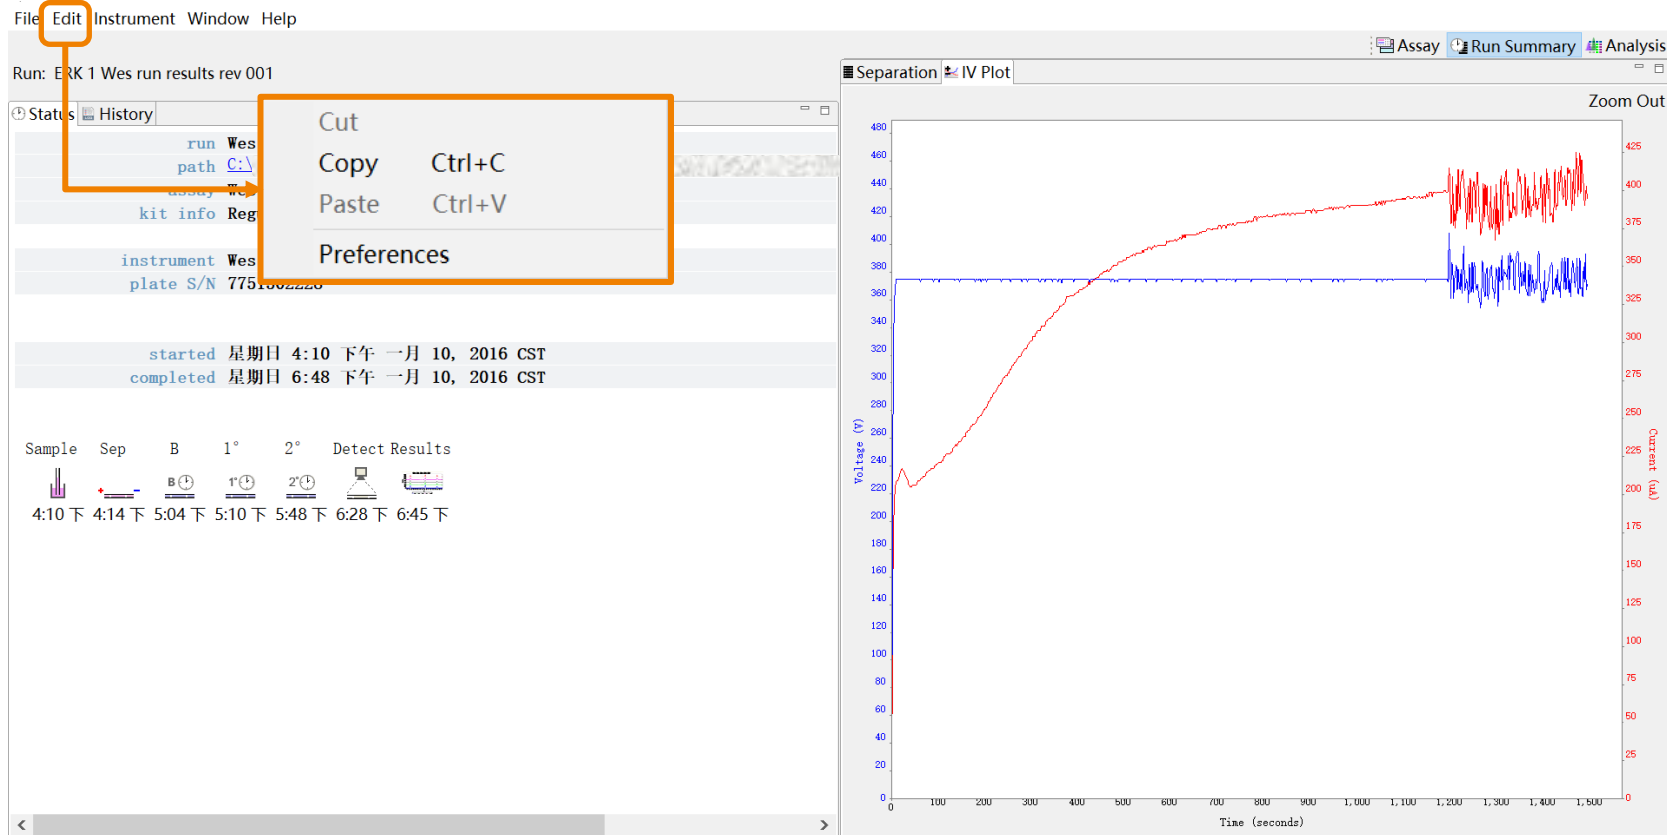 File Edit Instrument Window Help
Assay Run Summary Analysis
Run: ERK 1 Wes run results rev 001
Separation IV Plot
Zoom Out
Status History
run Wes
path C:\
assay
kit info Reg
instrument Wes
plate S/N
Cut
Copy Ctrl+C
Paste Ctrl+V
Preferences
started 星期日 4:10 下午 一月 10, 2016 CST
completed 星期日 6:48 下午 一月 10, 2016 CST
Sample Sep B 1° 2° Detect Results
B 1° 2°
4:10 下 4:14 下 5:04 下 5:10 下 5:48 下 6:28 下 6:45 下
480
460
440
420
400
380
360
340
320
300
280
260
240
220
200
180
160
140
120
100
80
60
40
20
0
Voltage (V)
425
400
375
350
325
300
275
250
225
200
175
150
125
100
75
50
25
0
Current (uA)
0 100 200 300 400 500 600 700 800 900 1,000 1,100 1,200 1,300 1,400 1,500
Time (seconds)